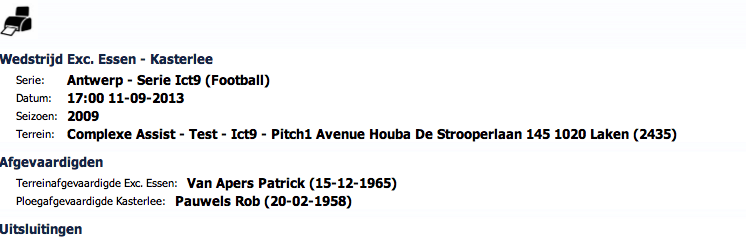 Wedstrijd Exc. Essen - Kasterlee
Serie: Antwerp - Serie Ict9 (Football)
Datum: 17:00 11-09-2013
Seizoen: 2009
Terrein: Complexe Assist - Test - Ict9 - Pitch1 Avenue Houba De Strooperlaan 145 1020 Laken (2435)
Afgevaardigden
Terreinafgevaardigde Exc. Essen: Van Apers Patrick (15-12-1965)
Ploegafgevaardigde Kasterlee: Pauwels Rob (20-02-1958)
Uitsluitingen